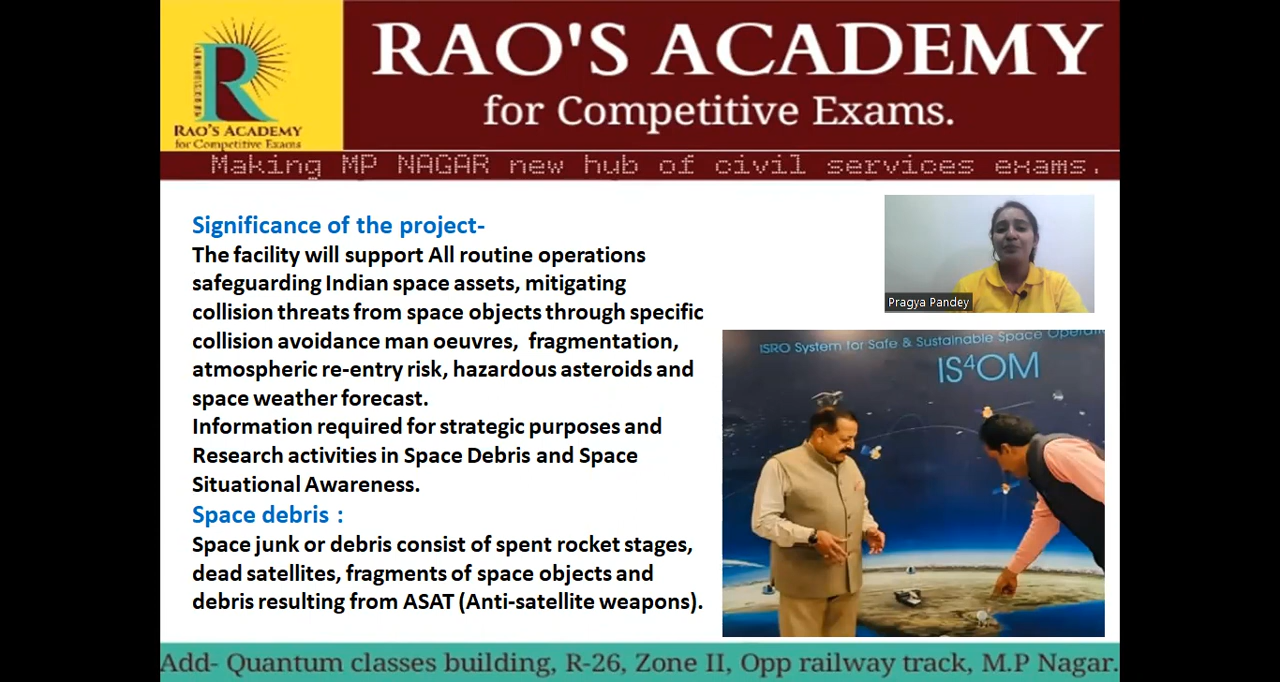 RAO'S ACADEMY
for Competitive Exams.
R
RAO'S ACADEMY
for Competitive Exams
Making MP NAGAR new hub of civil services exams.
Significance of the project-
The facility will support All routine operations
safeguarding Indian space assets, mitigating
collision threats from space objects through specific
collision avoidance man oeuvres, fragmentation,
atmospheric re-entry risk, hazardous asteroids and
space weather forecast.
Information required for strategic purposes and
Research activities in Space Debris and Space
Situational Awareness.
Space debris :
Space junk or debris consist of spent rocket stages,
dead satellites, fragments of space objects and
debris resulting from ASAT (Anti-satellite weapons).
Pragya Pandey
ISRO System for Safe & Sustainable Space
IS⁴OM
Add- Quantum classes building, R-26, Zone II, Opp railway track, M.P Nagar.